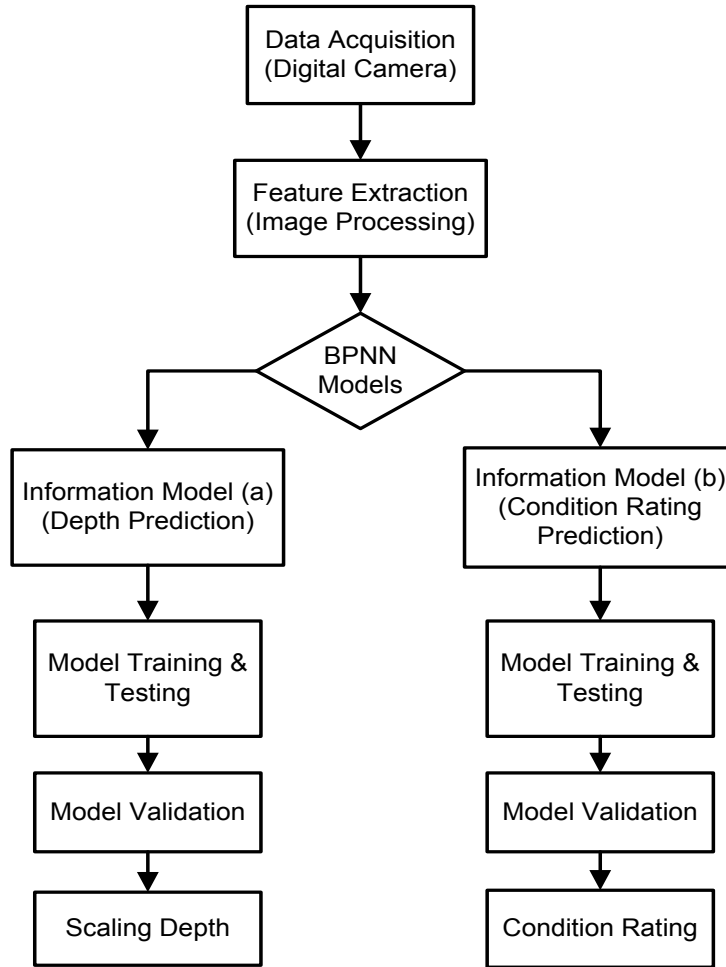 Data Acquisition
(Digital Camera)
Feature Extraction
(Image Processing)
BPNN
Models
Information Model (a)
(Depth Prediction)
Information Model (b)
(Condition Rating
Prediction)
Model Training &
Testing
Model Training &
Testing
Model Validation
Model Validation
Scaling Depth
Condition Rating